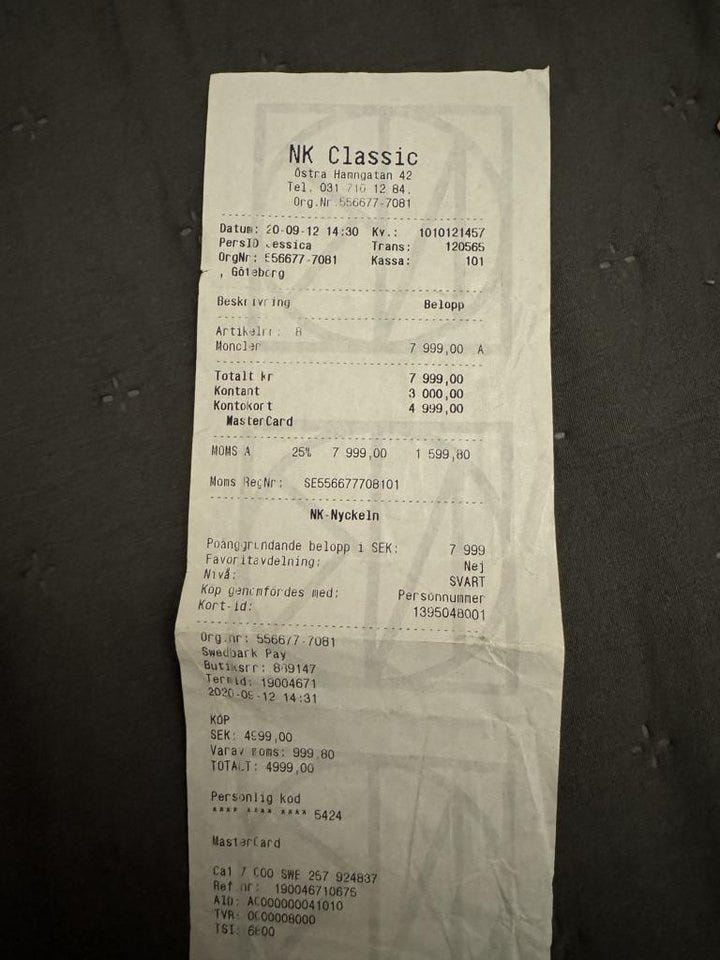 NK Classic
Östra Hamngatan 42
Tel. 031 710 12 84.
Org.Nr.556677-7081
Datum: 20-09-12 14:30 Kv.: 1010121457
PersID Jessica Trans: 120565
OrgNr: 556677-7081 Kassa: 101
, Göteborg
Beskrivning Belopp
Artikelnr: 8
Moncler 7 999,00 A
Totalt kr 7 999,00
Kontant 3 000,00
Kontokort 4 999,00
MasterCard
MOMS A 25% 7 999,00 1 599,80
Moms RegNr: SE556677708101
NK-Nyckeln
Poänggrundande belopp i SEK: 7 999
Favoritavdelning: Nej
Nivå: SVART
Köp genomfördes med: Personnummer
Kort-id: 1395048001
Org.nr: 556677-7081
Swedbank Pay
Butiksnr: 889147
Termid: 19004671
2020-09-12 14:31
KÖP
SEK: 4999,00
Varav moms: 999,80
TOTALT: 4999,00
Personlig kod
**** **** **** 5424
MasterCard
Ca1 7 000 SWE 257 924837
Ref.nr: 190046710675
AID: A0000000041010
TVR: 0000008000
TSI: 6800